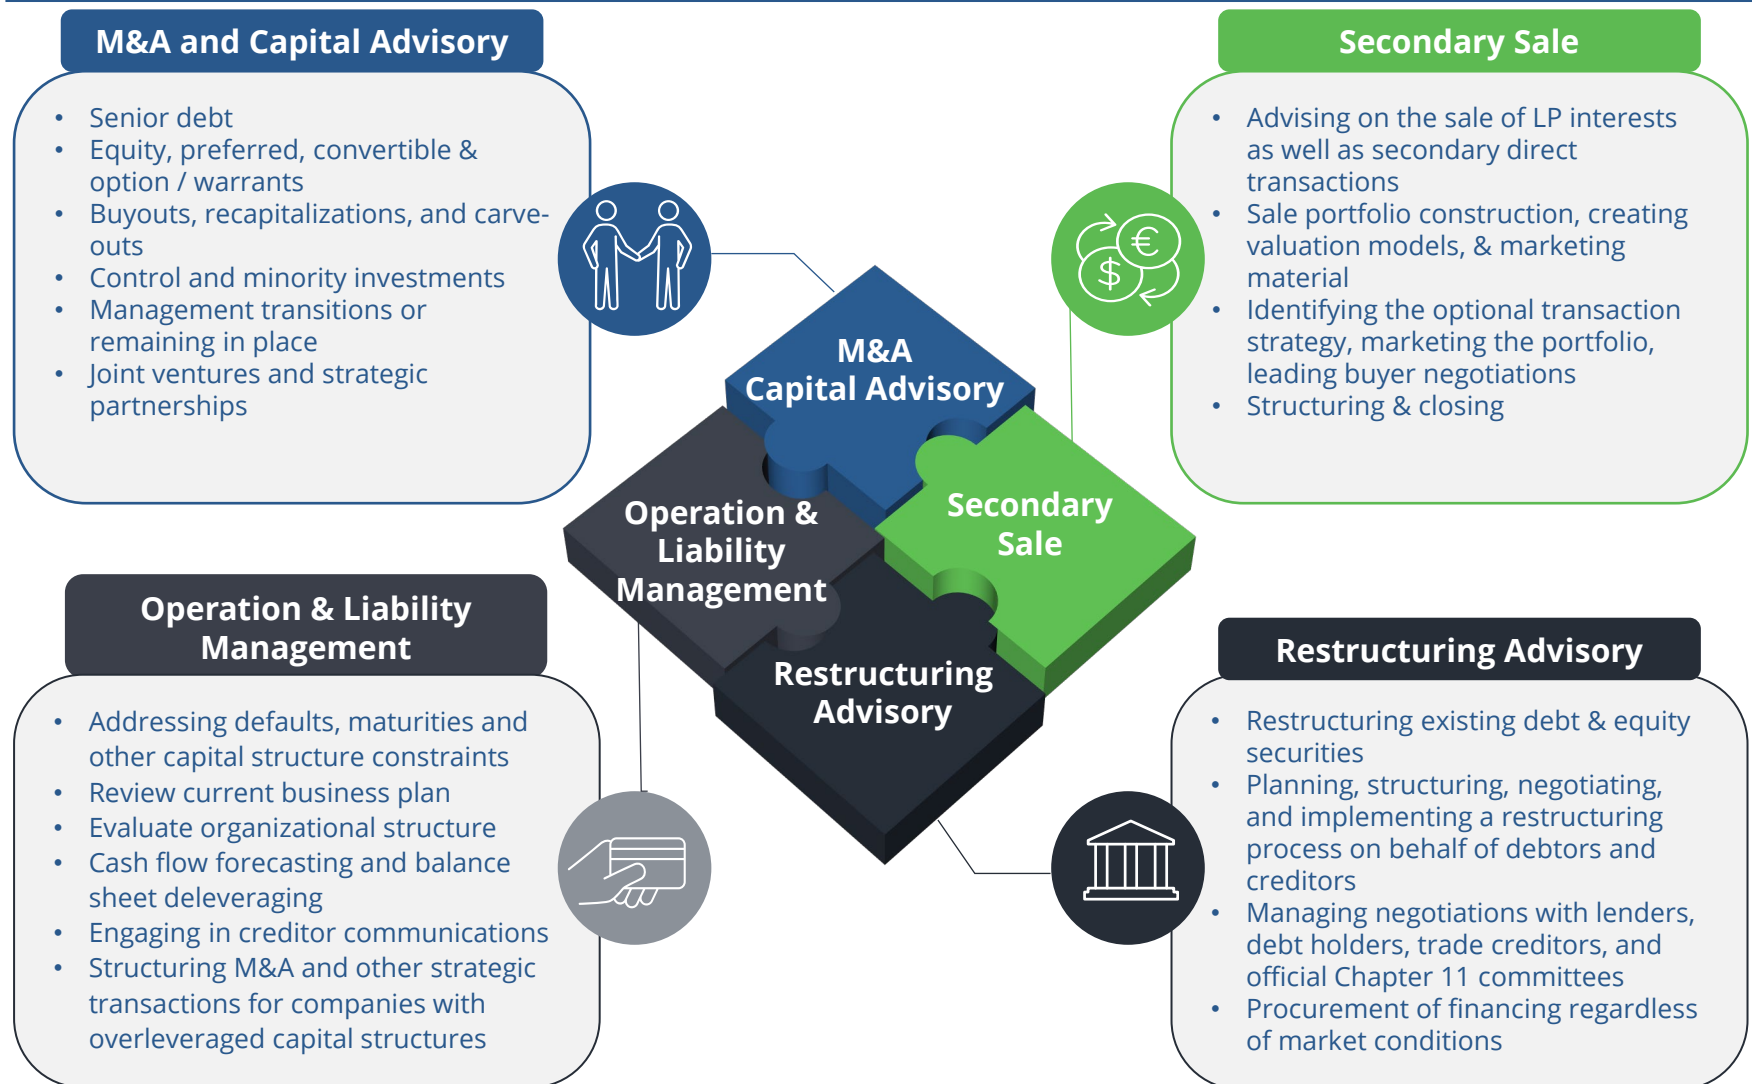 M&A and Capital Advisory
• Senior debt
• Equity, preferred, convertible &
option / warrants
• Buyouts, recapitalizations, and carve-
outs
• Control and minority investments
• Management transitions or
remaining in place
• Joint ventures and strategic
partnerships
Secondary Sale
• Advising on the sale of LP interests
as well as secondary direct
transactions
• Sale portfolio construction, creating
valuation models, & marketing
material
• Identifying the optional transaction
strategy, marketing the portfolio,
leading buyer negotiations
• Structuring & closing
€
$
M&A
Capital Advisory
Secondary
Sale
Operation &
Liability
Management
Restructuring
Advisory
Operation & Liability
Management
• Addressing defaults, maturities and
other capital structure constraints
• Review current business plan
• Evaluate organizational structure
• Cash flow forecasting and balance
sheet deleveraging
• Engaging in creditor communications
• Structuring M&A and other strategic
transactions for companies with
overleveraged capital structures
Restructuring Advisory
• Restructuring existing debt & equity
securities
• Planning, structuring, negotiating,
and implementing a restructuring
process on behalf of debtors and
creditors
• Managing negotiations with lenders,
debt holders, trade creditors, and
official Chapter 11 committees
• Procurement of financing regardless
of market conditions